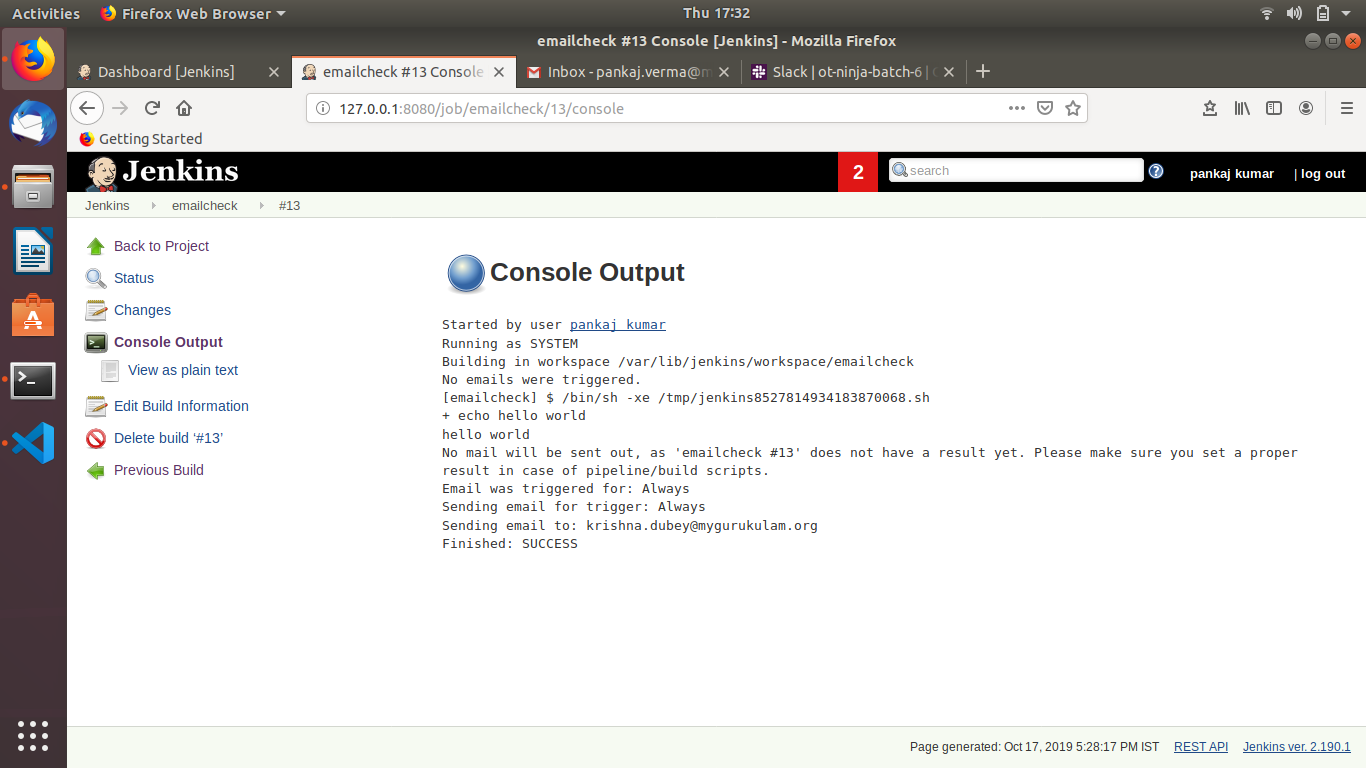 Activities Firefox Web Browser Thu 17:32
emailcheck #13 Console [Jenkins] - Mozilla Firefox
Dashboard [Jenkins] emailcheck #13 Console Inbox - pankaj.verma@m Slack | ot-ninja-batch-6 |
127.0.0.1:8080/job/emailcheck/13/console
Getting Started
Jenkins 2 search pankaj kumar | log out
Jenkins emailcheck #13
Back to Project
Status
Changes
Console Output
View as plain text
Edit Build Information
Delete build ‘#13’
Previous Build
Console Output
Started by user pankaj kumar
Running as SYSTEM
Building in workspace /var/lib/jenkins/workspace/emailcheck
No emails were triggered.
[emailcheck] $ /bin/sh -xe /tmp/jenkins8527814934183870068.sh
+ echo hello world
hello world
No mail will be sent out, as 'emailcheck #13' does not have a result yet. Please make sure you set a proper
result in case of pipeline/build scripts.
Email was triggered for: Always
Sending email for trigger: Always
Sending email to: krishna.dubey@mygurukulam.org
Finished: SUCCESS
Page generated: Oct 17, 2019 5:28:17 PM IST REST API Jenkins ver. 2.190.1